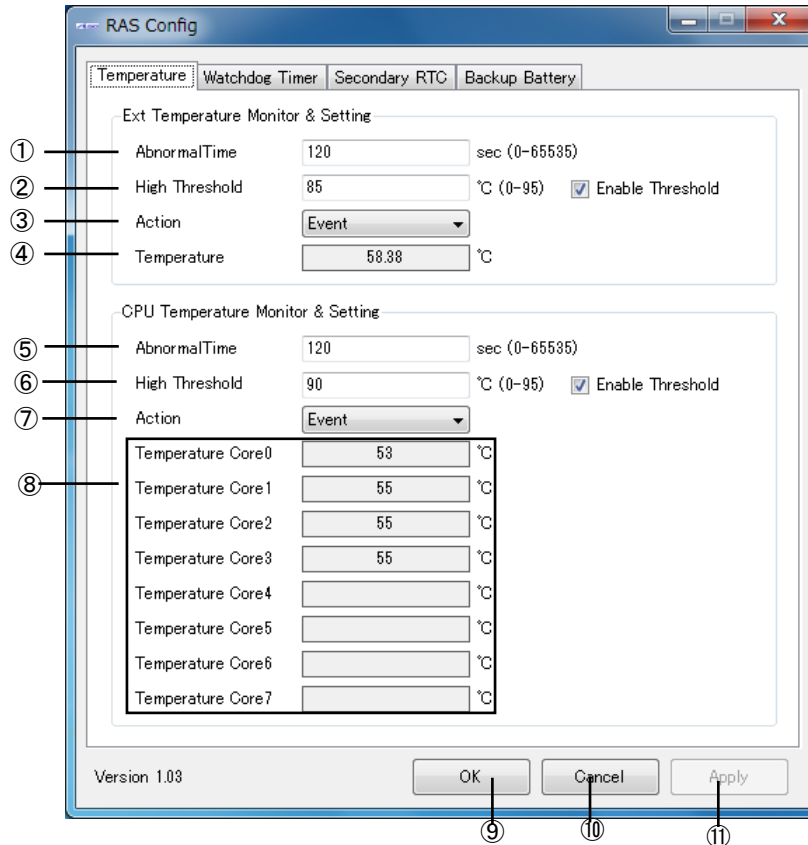 RAS Config
Temperature Watchdog Timer Secondary RTC Backup Battery
Ext Temperature Monitor & Setting
① AbnormalTime 120 sec (0-65535)
② High Threshold 85 ℃ (0-95) Enable Threshold
③ Action Event
④ Temperature 58.38 ℃
CPU Temperature Monitor & Setting
⑤ AbnormalTime 120 sec (0-65535)
⑥ High Threshold 90 ℃ (0-95) Enable Threshold
⑦ Action Event
Temperature Core0 53 ℃
⑧ Temperature Core1 55 ℃
Temperature Core2 55 ℃
Temperature Core3 55 ℃
Temperature Core4 ℃
Temperature Core5 ℃
Temperature Core6 ℃
Temperature Core7 ℃
Version 1.03 OK Cancel Apply
⑨ ⑩ ⑪